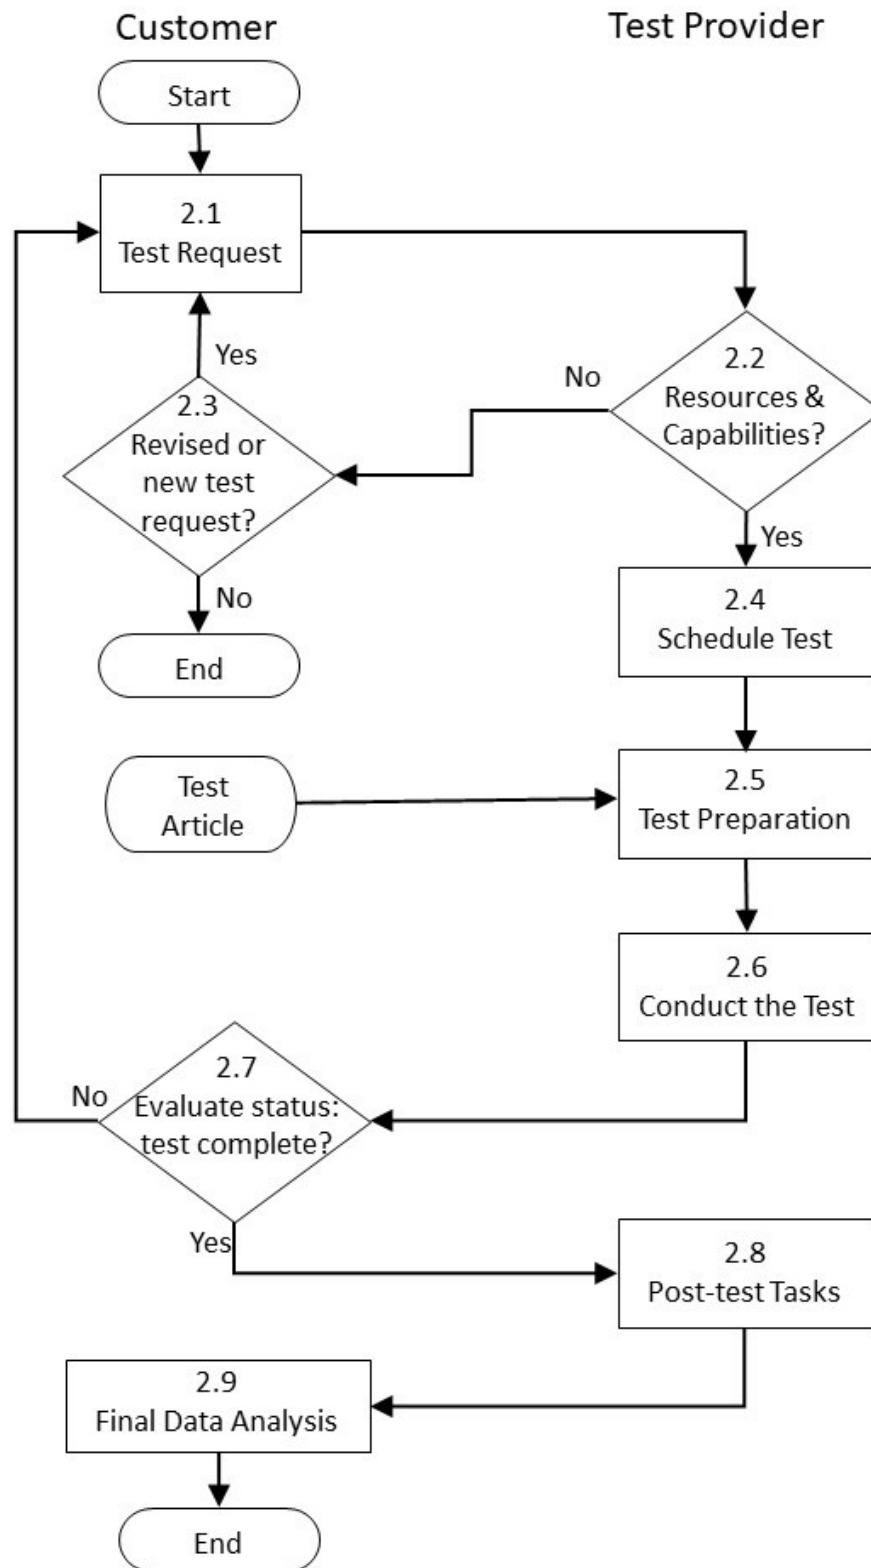 Customer
Test Provider
Start
2.1
Test Request
Yes
No
2.2
Resources &
Capabilities?
2.3
Revised or
new test
request?
Yes
No
2.4
Schedule Test
End
Test
Article
2.5
Test Preparation
2.6
Conduct the Test
No
2.7
Evaluate status:
test complete?
Yes
2.8
Post-test Tasks
2.9
Final Data Analysis
End